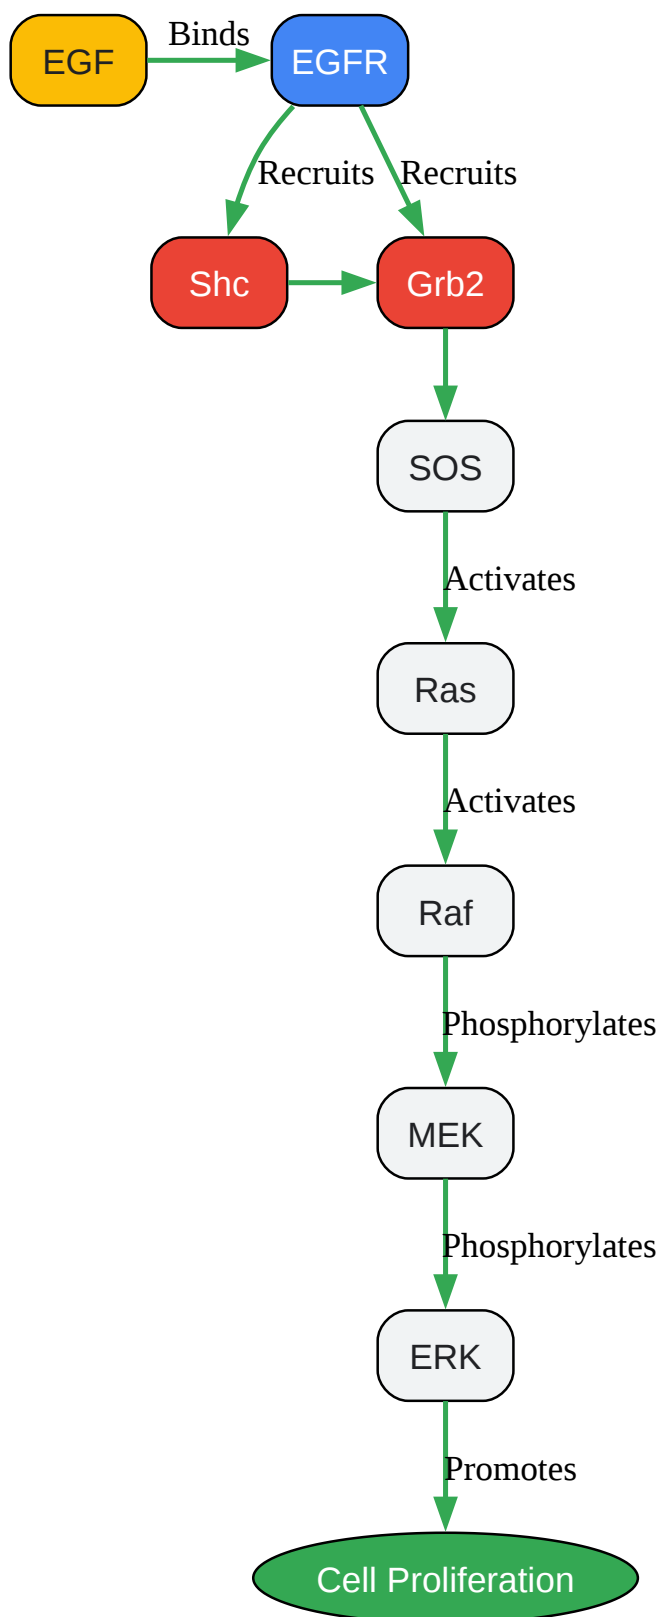 EGF
Binds
EGFR
Recruits
Recruits
Shc
Grb2
SOS
Activates
Ras
Activates
Raf
Phosphorylates
MEK
Phosphorylates
ERK
Promotes
Cell Proliferation